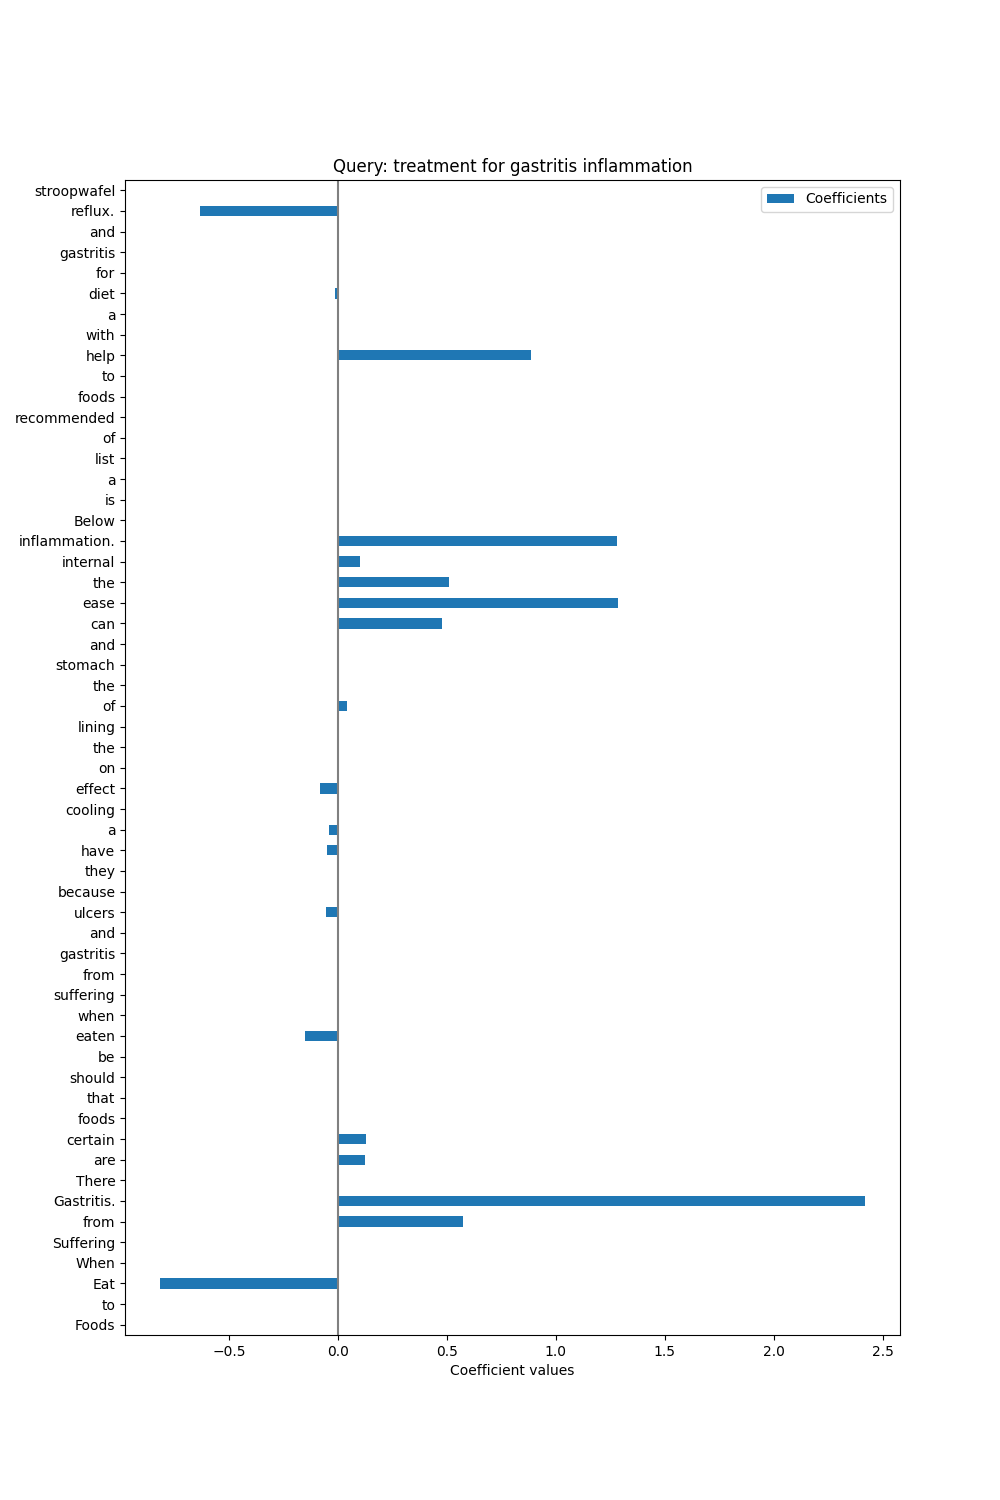 Query: treatment for gastritis inflammation
Coefficients
stroopwafel
reflux.
and
gastritis
for
diet
a
with
help
to
foods
recommended
of
list
a
is
Below
inflammation.
internal
the
ease
can
and
stomach
the
of
lining
the
on
effect
cooling
a
have
they
because
ulcers
and
gastritis
from
suffering
when
eaten
be
should
that
foods
certain
are
There
Gastritis.
from
Suffering
When
Eat
to
Foods
−0.5 0.0 0.5 1.0 1.5 2.0 2.5
Coefficient values